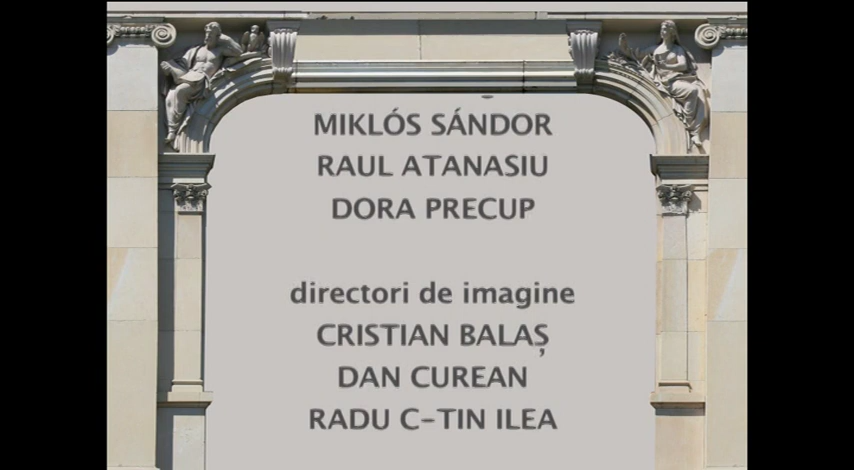 MIKLÓS SÁNDOR
RAUL ATANASIU
DORA PRECUP
directori de imagine
CRISTIAN BALAȘ
DAN CUREAN
RADU C-TIN ILEA